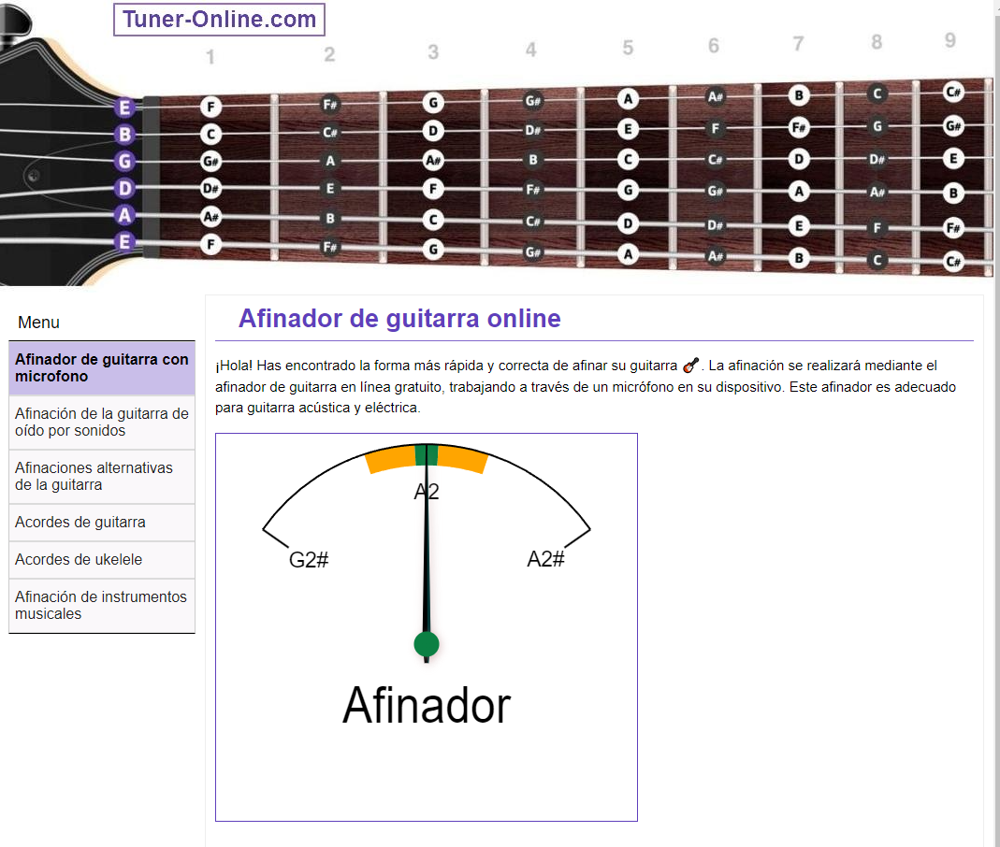 Tuner-Online.com
1 2 3 4 5 6 7 8 9
E F F# G G# A A# B C C#
B C C# D D# E F F# G G#
G G# A A# B C C# D D# E
D D# E F F# G G# A A# B
A A# B C C# D D# E F F#
E F F# G G# A A# B C C#
Menu
Afinador de guitarra con
microfono
Afinación de la guitarra de
oído por sonidos
Afinaciones alternativas
de la guitarra
Acordes de guitarra
Acordes de ukelele
Afinación de instrumentos
musicales
Afinador de guitarra online
¡Hola! Has encontrado la forma más rápida y correcta de afinar su guitarra 🎸. La afinación se realizará mediante el
afinador de guitarra en línea gratuito, trabajando a través de un micrófono en su dispositivo. Este afinador es adecuado
para guitarra acústica y eléctrica.
A2
G2# A2#
Afinador